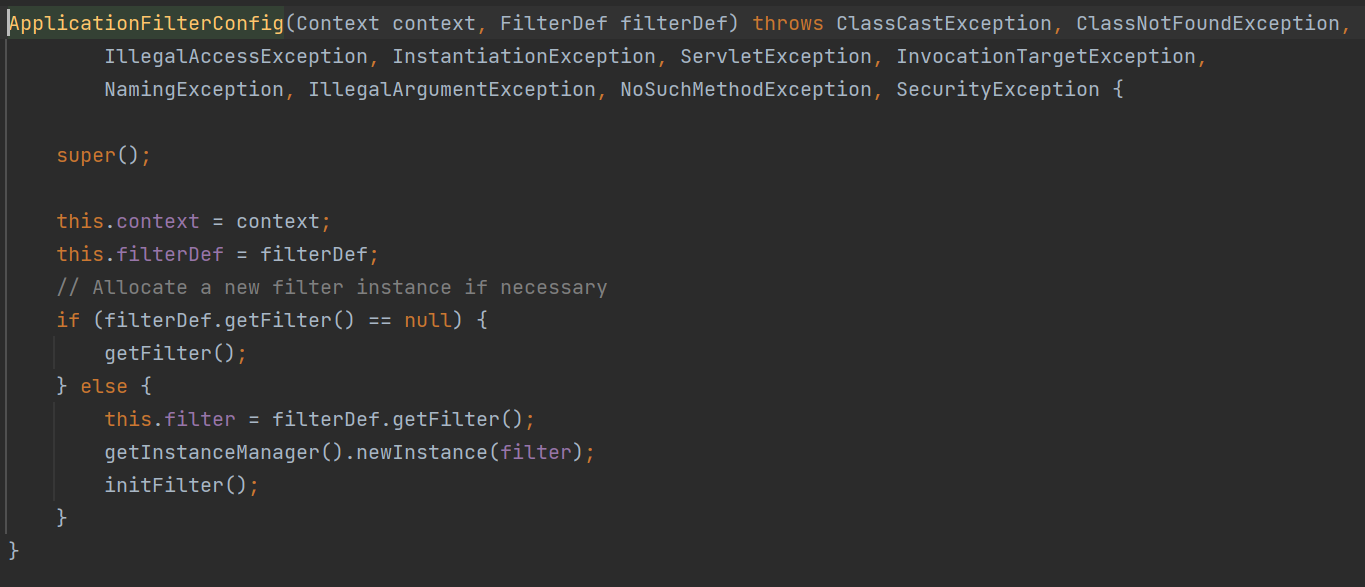 ApplicationFilterConfig(Context context, FilterDef filterDef) throws ClassCastException, ClassNotFoundException,
        IllegalAccessException, InstantiationException, ServletException, InvocationTargetException,
        NamingException, IllegalArgumentException, NoSuchMethodException, SecurityException {

    super();

    this.context = context;
    this.filterDef = filterDef;
    // Allocate a new filter instance if necessary
    if (filterDef.getFilter() == null) {
        getFilter();
    } else {
        this.filter = filterDef.getFilter();
        getInstanceManager().newInstance(filter);
        initFilter();
    }
}